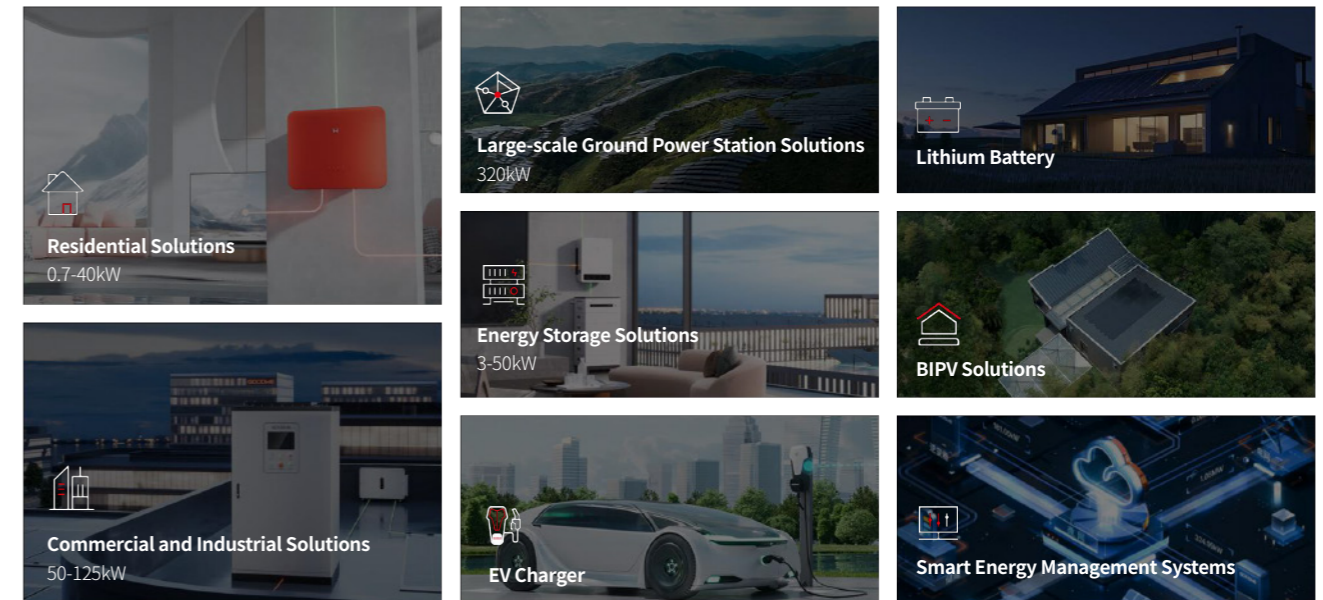 Residential Solutions
0.7-40kW
Commercial and Industrial Solutions
50-125kW
Large-scale Ground Power Station Solutions
320kW
Energy Storage Solutions
3-50kW
EV Charger
Lithium Battery
BIPV Solutions
Smart Energy Management Systems